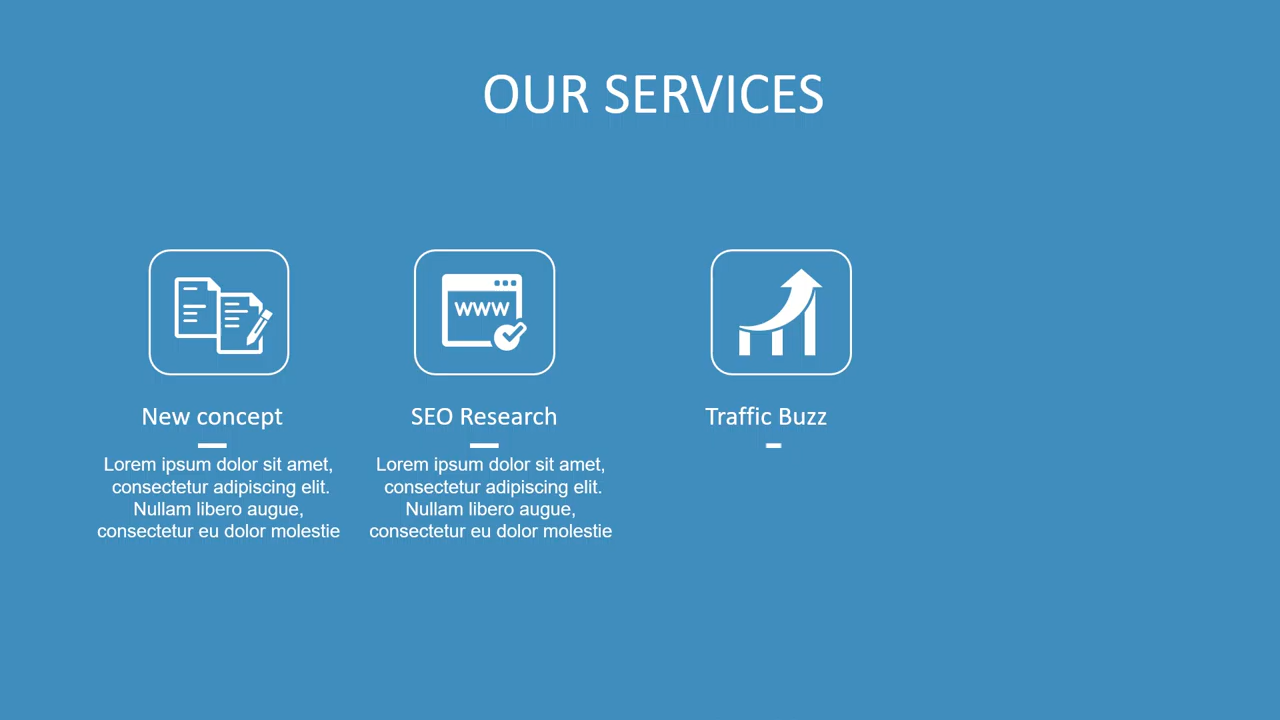 OUR SERVICES
WWW
New concept
Lorem ipsum dolor sit amet,
consectetur adipiscing elit.
Nullam libero augue,
consectetur eu dolor molestie
SEO Research
Lorem ipsum dolor sit amet,
consectetur adipiscing elit.
Nullam libero augue,
consectetur eu dolor molestie
Traffic Buzz